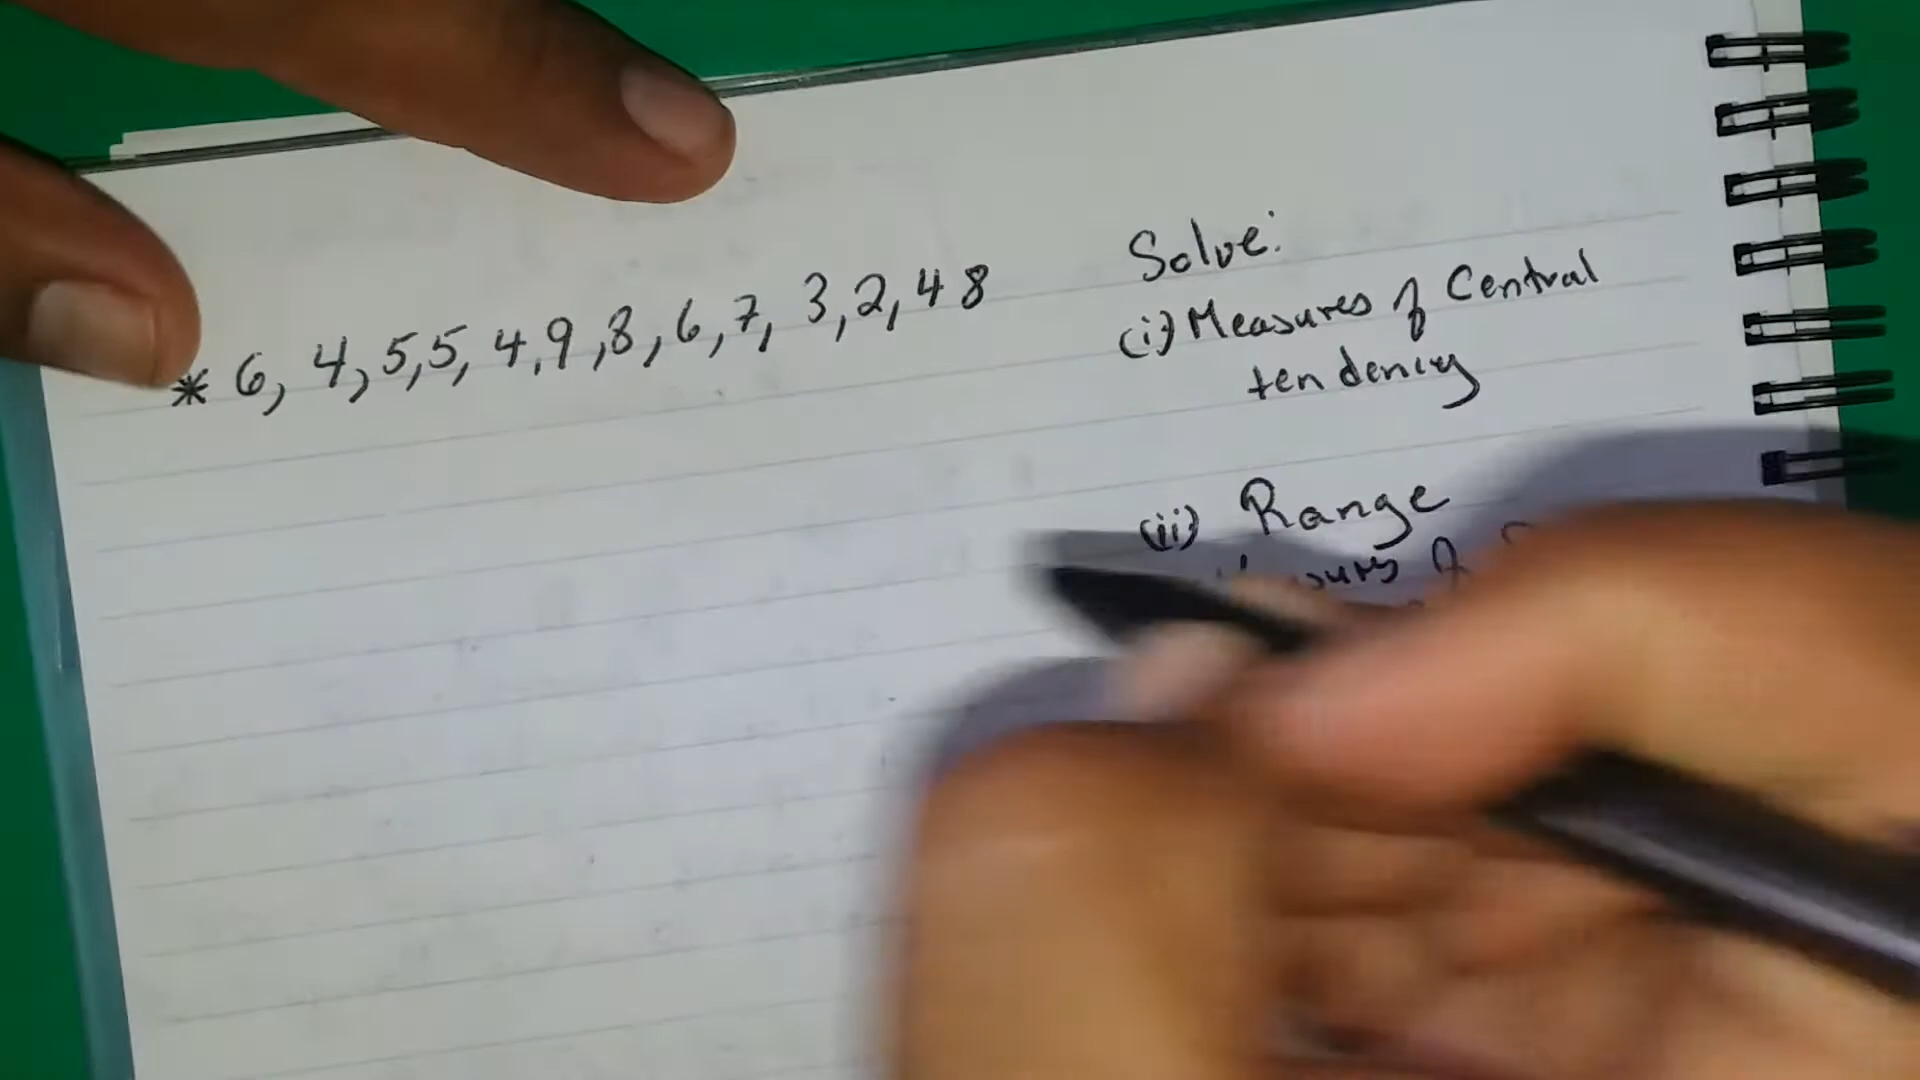 * 6, 4, 5, 5, 4, 9, 8, 6, 7, 3, 2, 4 8
Solve:
(i) Measures of Central
tendency
(ii) Range